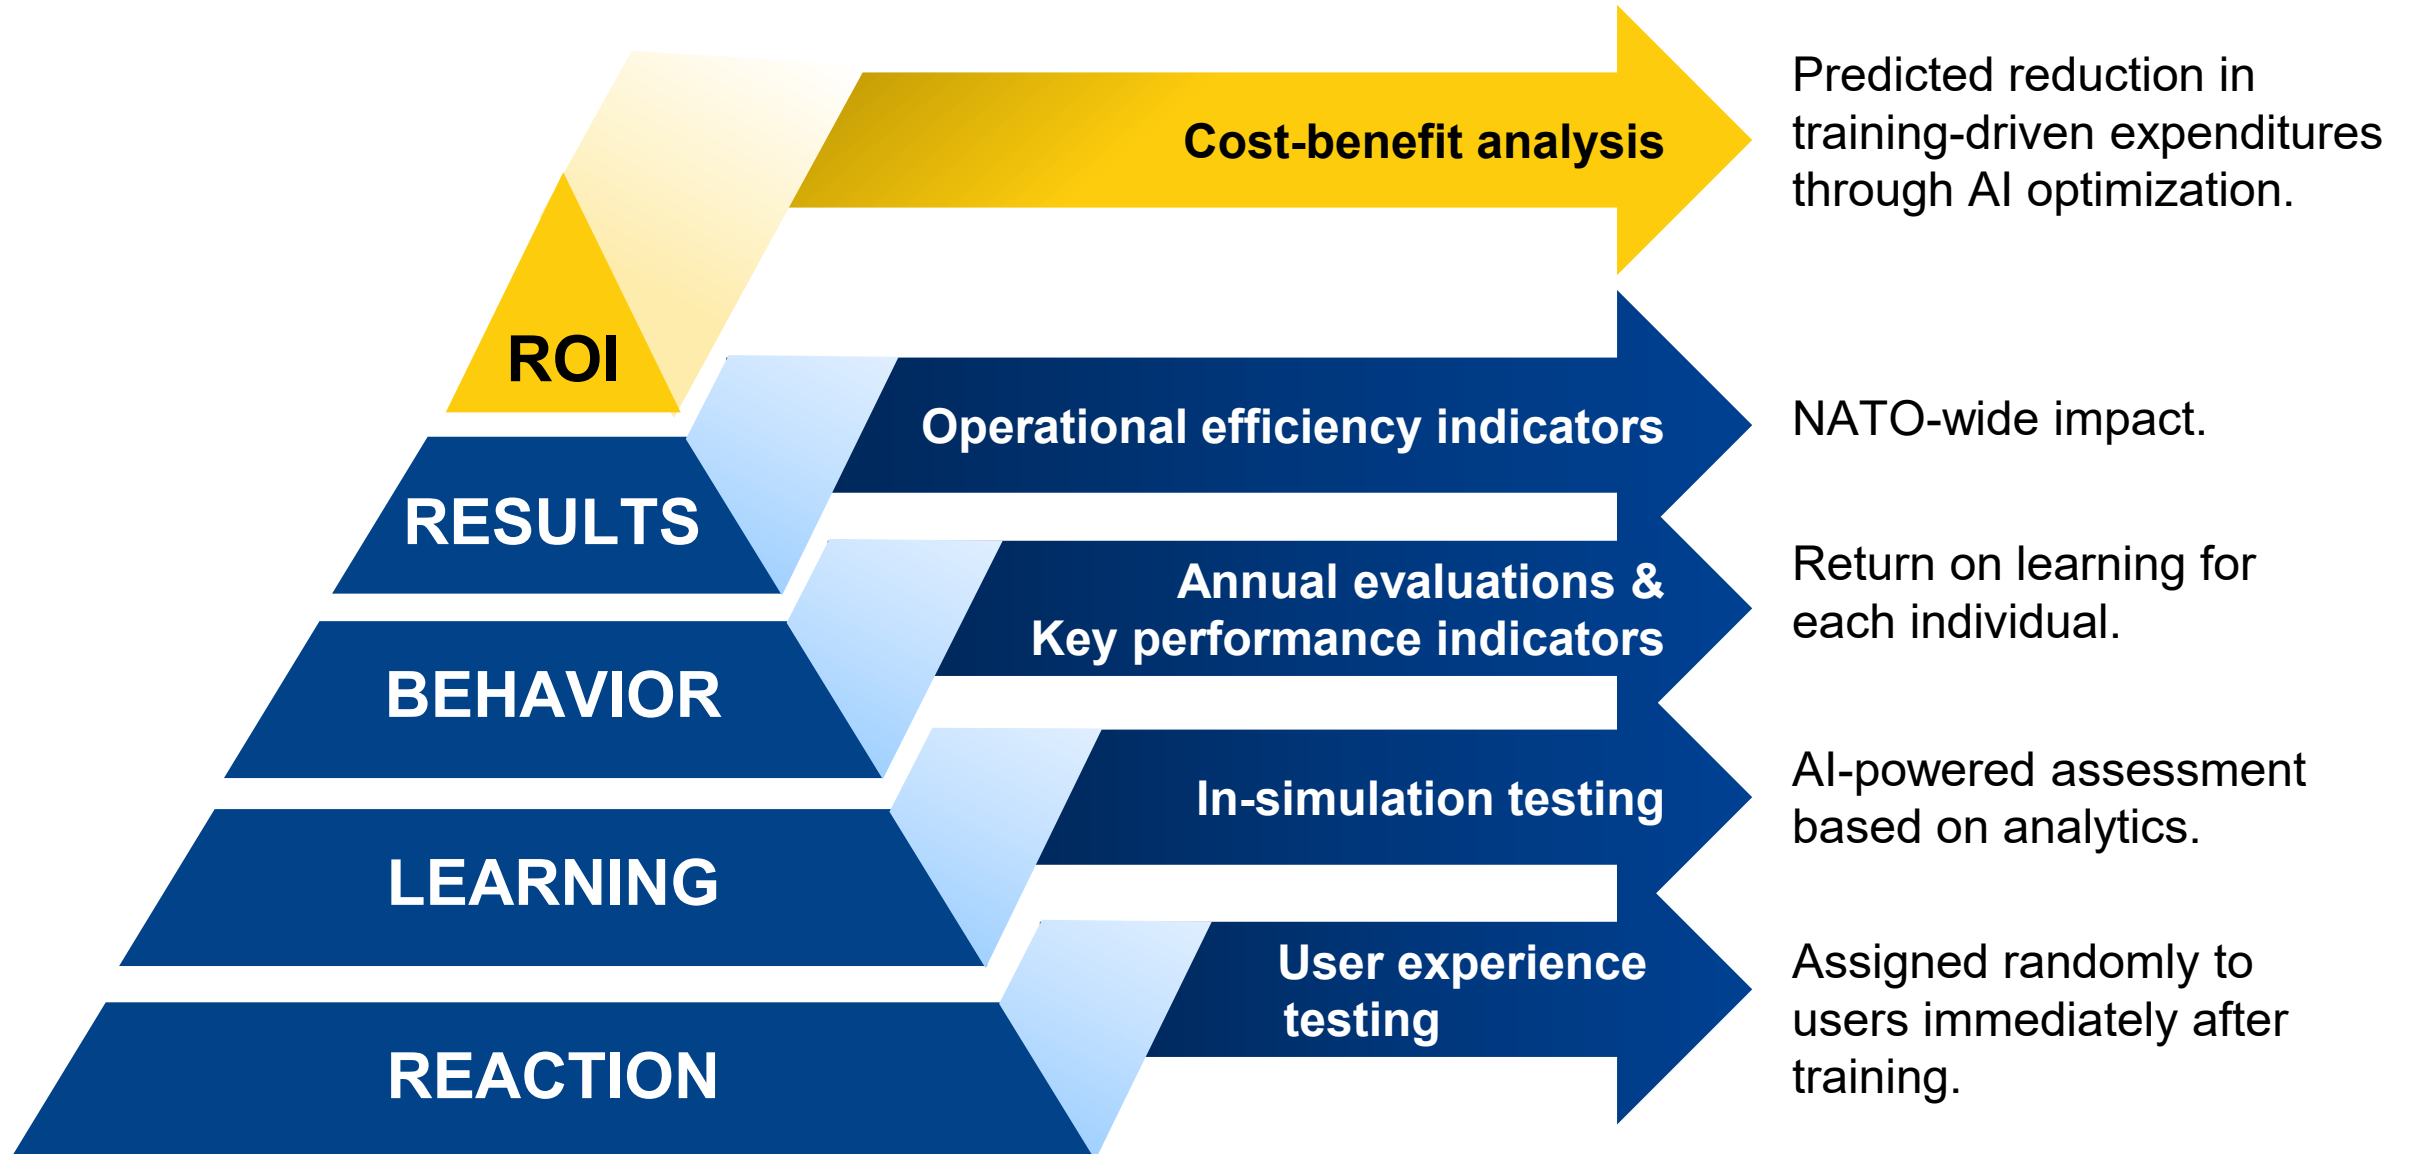 ROI
Cost-benefit analysis
Predicted reduction in
training-driven expenditures
through AI optimization.
RESULTS
Operational efficiency indicators
NATO-wide impact.
BEHAVIOR
Annual evaluations &
Key performance indicators
Return on learning for
each individual.
LEARNING
In-simulation testing
AI-powered assessment
based on analytics.
REACTION
User experience
testing
Assigned randomly to
users immediately after
training.